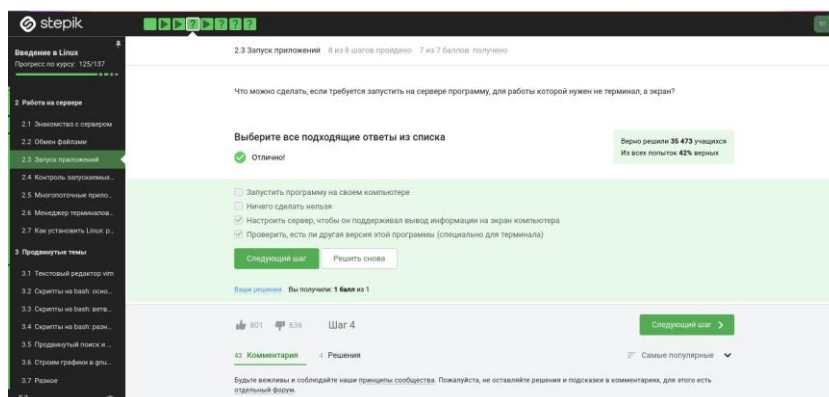 stepik
Введение в Linux
Прогресс по курсу: 125/137
2 Работа на сервере
2.1 Знакомство с сервером
2.2 Обмен файлами
2.3 Запуск приложений
2.4 Контроль запускаемых...
2.5 Многопоточные прило...
2.6 Менеджер терминалов...
2.7 Как установить Linux: р...
3 Продвинутые темы
3.1 Текстовый редактор vim
3.2 Скрипты на bash: осно...
3.3 Скрипты на bash: ветв...
3.4 Скрипты на bash: разн...
3.5 Продвинутый поиск и ...
3.6 Строим графики в gnu...
3.7 Разное
2.3 Запуск приложений 8 из 8 шагов пройдено 7 из 7 баллов получено
Что можно сделать, если требуется запустить на сервере программу, для работы которой нужен не терминал, а экран?
Выберите все подходящие ответы из списка
Отлично!
Верно решили 35 473 учащихся
Из всех попыток 42% верных
Запустить программу на своем компьютере
Ничего сделать нельзя
Настроить сервер, чтобы он поддерживал вывод информации на экран компьютера
Проверить, есть ли другая версия этой программы (специально для терминала)
Следующий шаг Решить снова
Ваши решения Вы получили: 1 балл из 1
801 636 Шаг 4 Следующий шаг
43 Комментария 4 Решения Самые популярные
Будьте вежливы и соблюдайте наши принципы сообщества. Пожалуйста, не оставляйте решения и подсказки в комментариях, для этого есть
отдельный форум.